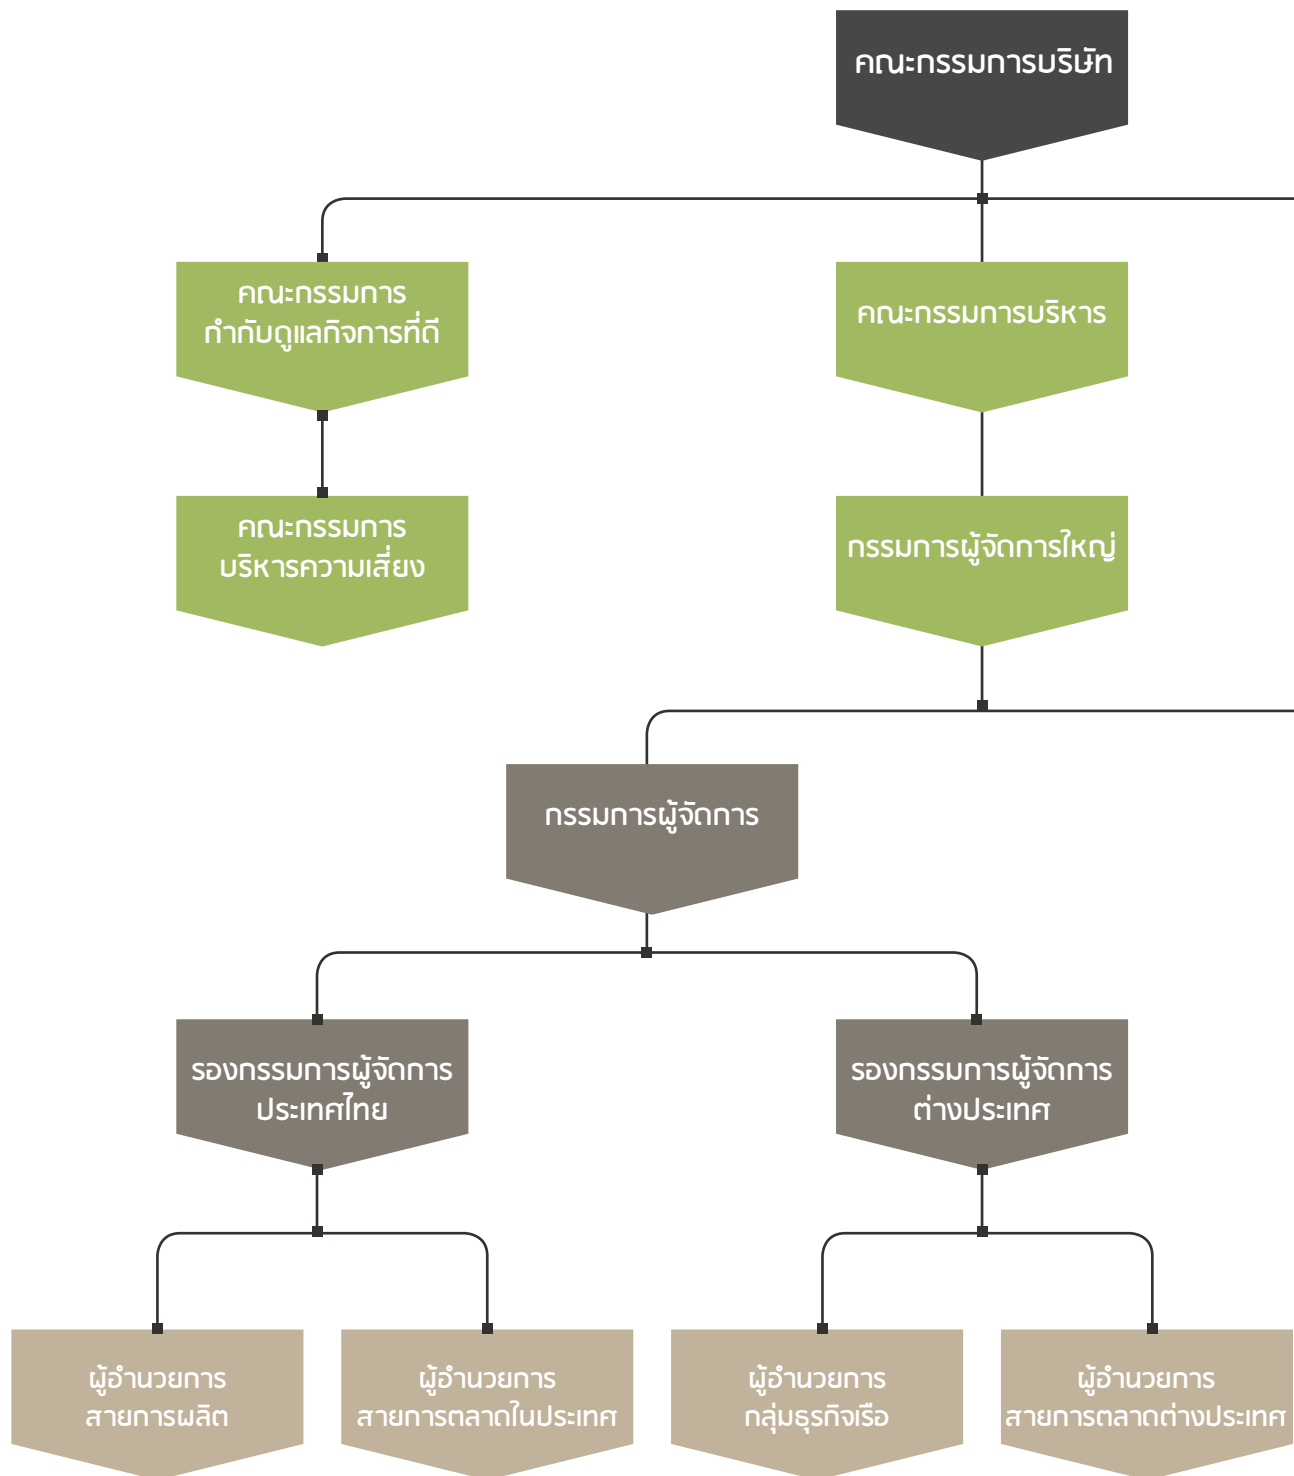 คณะกรรมการบริษัท
คณะกรรมการ
กำกับดูแลกิจการที่ดี
คณะกรรมการบริหาร
คณะกรรมการ
บริหารความเสี่ยง
กรรมการผู้จัดการใหญ่
กรรมการผู้จัดการ
รองกรรมการผู้จัดการ
ประเทศไทย
รองกรรมการผู้จัดการ
ต่างประเทศ
ผู้อำนวยการ
สายการผลิต
ผู้อำนวยการ
สายการตลาดในประเทศ
ผู้อำนวยการ
กลุ่มธุรกิจเรือ
ผู้อำนวยการ
สายการตลาดต่างประเทศ